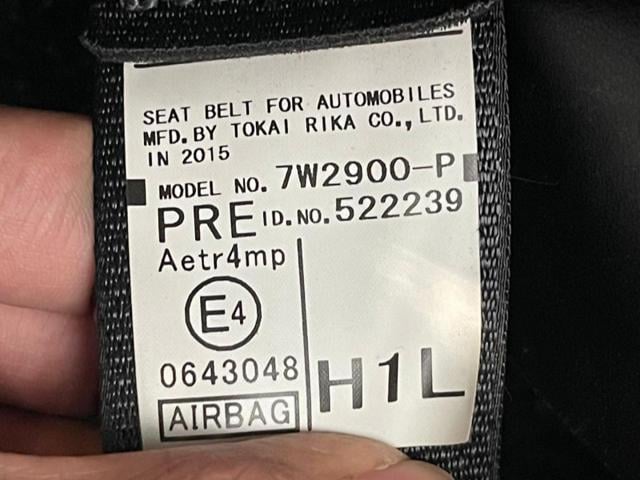 SEAT BELT FOR AUTOMOBILES
MFD. BY TOKAI RIKA CO., LTD.
IN 2015
MODEL NO. 7W2900-P
PRE ID.NO. 522239
Aetr4mp
E4
0643048
H1L
AIRBAG